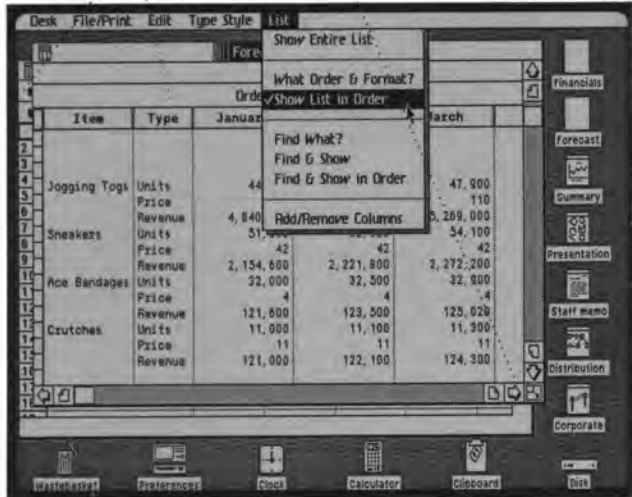 Desk File/Print Edit Type Style List
Fore
Show Entire List
What Order & Format?
✓Show List in Order
Find What?
Find & Show
Find & Show in Order
Add/Remove Columns
Orde
Item Type Januar March
Jogging Togs Units 44 47,900
Price 110
Revenue 4,840 5,269,000
Sneakers Units 51, 54,100
Price 42 42
Revenue 2,154,600 2,221,800 2,272,200
Ace Bandages Units 32,000 32,500 32,900
Price 4 4 4
Revenue 121,600 123,500 125,020
Crutches Units 11,000 11,100 11,300
Price 11 11 11
Revenue 121,000 122,100 124,300
Financials
Forecast
Summary
Presentation
Staff memo
Distribution
Corporate
Wastebasket Preferences Clock Calculator Clipboard Disk